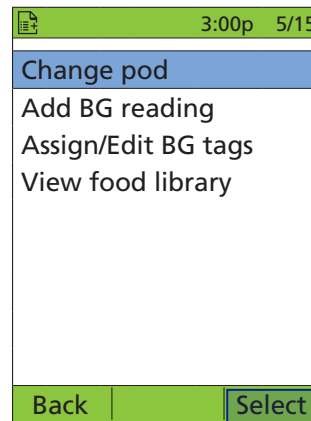 3:00p 5/15
Change pod
Add BG reading
Assign/Edit BG tags
View food library
Back Select